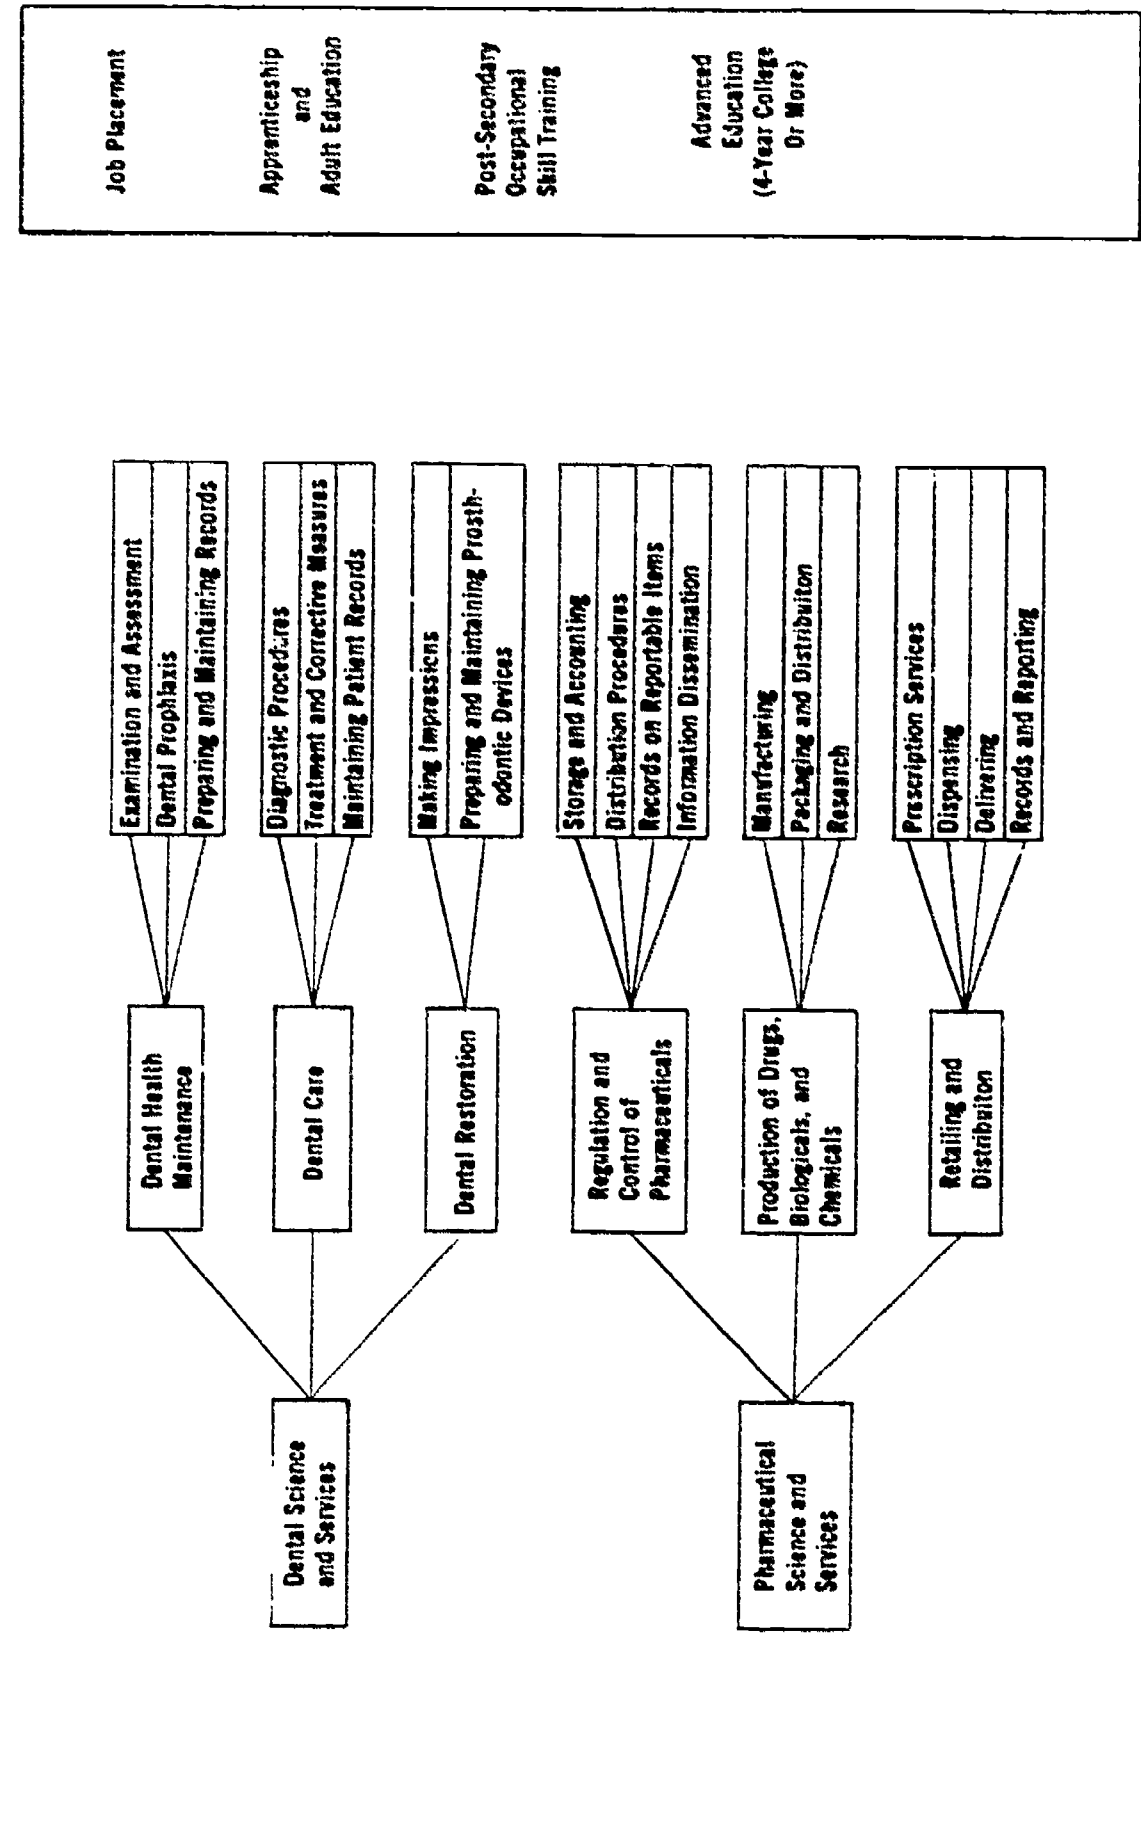 Dental Science
and Services
Pharmaceutical
Science and
Services
Dental Health
Maintenance
Dental Care
Dental Restoration
Regulation and
Control of
Pharmaceuticals
Production of Drugs,
Biologicals, and
Chemicals
Retailing and
Distribuiton
Examination and Assessment
Dental Prophlaxis
Preparing and Maintaining Records
Diagnostic Procedures
Treatment and Corrective Measures
Maintaining Patient Records
Making Impressions
Preparing and Maintaining Prosth-
odontic Devices
Storage and Accounting
Distribution Procedures
Records on Reportable Items
Information Dissemination
Manufacturing
Packaging and Distribuiton
Research
Prescription Services
Dispensing
Delivering
Records and Reporting
Job Placement
Apprenticeship
and
Adult Education
Post-Secondary
Occupational
Skill Training
Advanced
Education
(4-Year College
Or More)